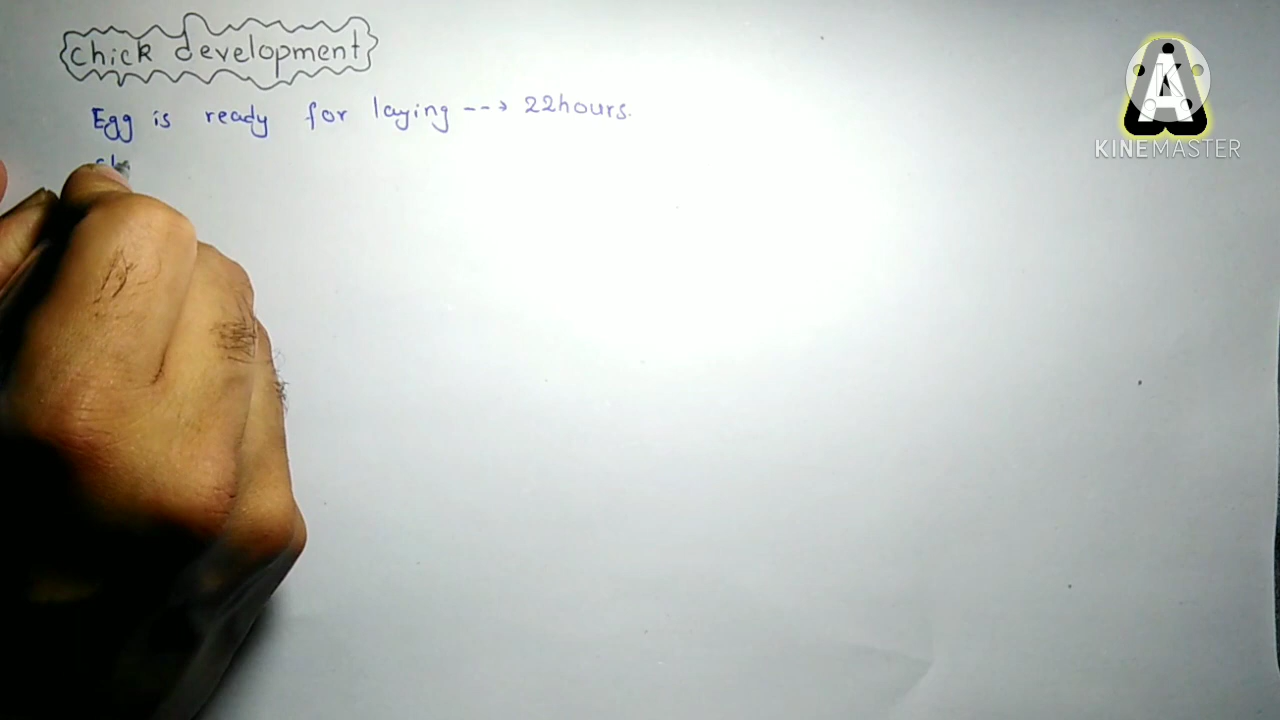 chick development
Egg is ready for laying --→ 22hours.
KINEMASTER